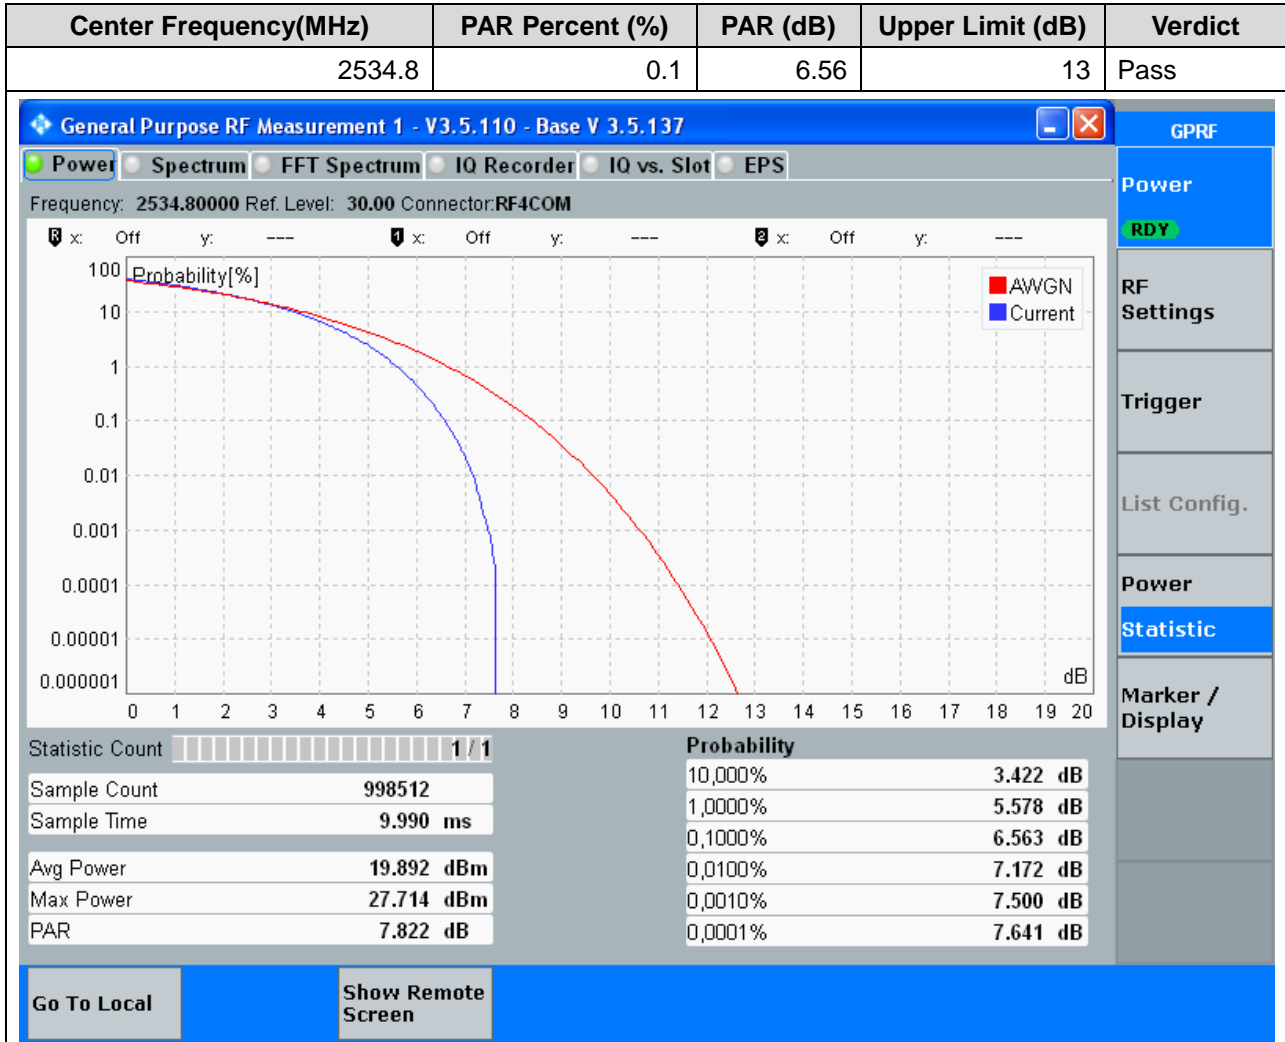 Center Frequency(MHz) PAR Percent (%) PAR (dB) Upper Limit (dB) Verdict
2534.8 0.1 6.56 13 Pass
General Purpose RF Measurement 1 - V3.5.110 - Base V 3.5.137
GPRF
Power Spectrum FFT Spectrum IQ Recorder IQ vs. Slot EPS
Power
RDY
Frequency: 2534.80000 Ref. Level: 30.00 Connector:RF4COM
R x: Off y: --- 1 x: Off y: --- 2 x: Off y: ---
Probability[%]
AWGN
Current
100
10
1
0.1
0.01
0.001
0.0001
0.00001
0.000001
dB
0 1 2 3 4 5 6 7 8 9 10 11 12 13 14 15 16 17 18 19 20
RF
Settings
Trigger
List Config.
Power
Statistic
Marker /
Display
Statistic Count 1 / 1
Sample Count 998512
Sample Time 9.990 ms
Avg Power 19.892 dBm
Max Power 27.714 dBm
PAR 7.822 dB
Probability
10,000% 3.422 dB
1,0000% 5.578 dB
0,1000% 6.563 dB
0,0100% 7.172 dB
0,0010% 7.500 dB
0,0001% 7.641 dB
Go To Local
Show Remote
Screen